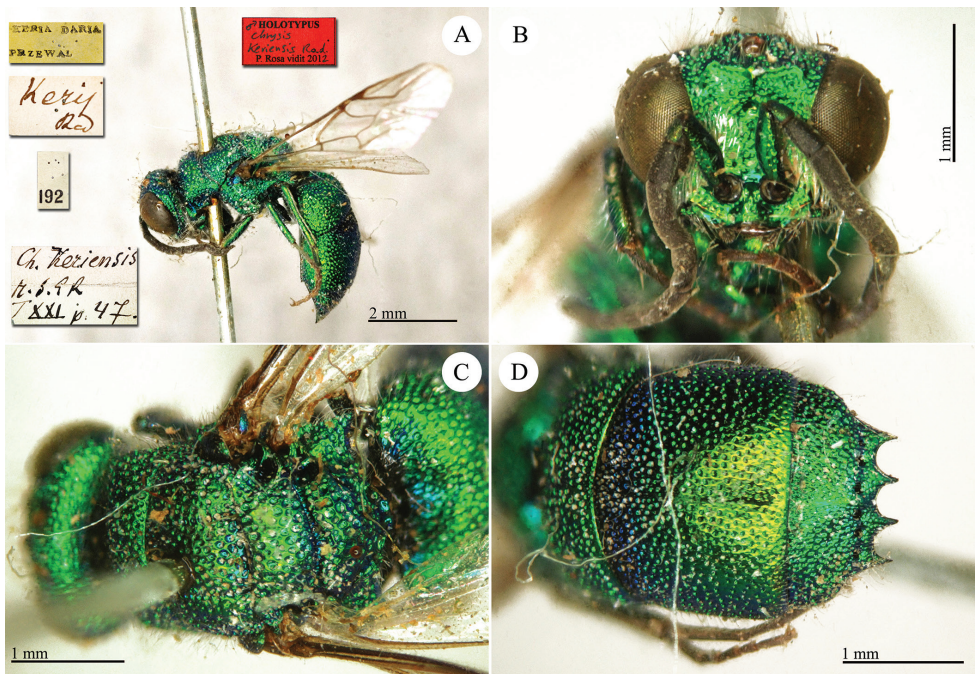 KERIA DARIA
PRZEWAL
Kerij
Rad
192
Ch. Keriensis
T XXI p. 47.
♂ HOLOTYPUS
Chrysis
Keriensis Rad.
P. Rosa vidit 2012
A
2 mm
B
1 mm
C
1 mm
D
1 mm